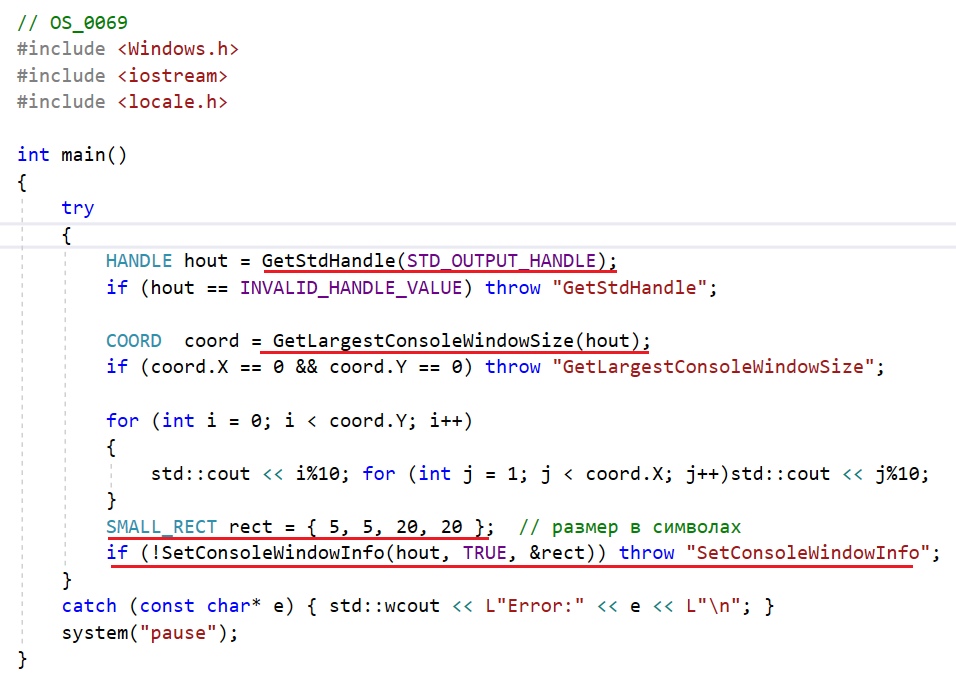 // OS_0069
#include <Windows.h>
#include <iostream>
#include <locale.h>
int main()
{
try
{
HANDLE hout = GetStdHandle(STD_OUTPUT_HANDLE);
if (hout == INVALID_HANDLE_VALUE) throw "GetStdHandle";
COORD  coord = GetLargestConsoleWindowSize(hout);
if (coord.X == 0 && coord.Y == 0) throw "GetLargestConsoleWindowSize";
for (int i = 0; i < coord.Y; i++)
{
std::cout << i%10; for (int j = 1; j < coord.X; j++)std::cout << j%10;
}
SMALL_RECT rect = { 5, 5, 20, 20 };  // размер в символах
if (!SetConsoleWindowInfo(hout, TRUE, &rect)) throw "SetConsoleWindowInfo";
}
catch (const char* e) { std::wcout << L"Error:" << e << L"\n"; }
system("pause");
}